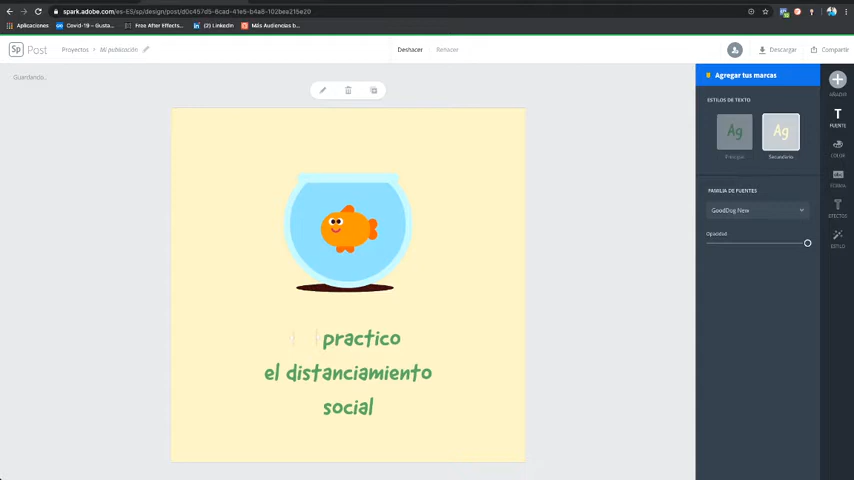 spark.adobe.com/es-ES/sp/design/post/d0c457d5-6cad-41e5-b4a8-102bea215e20
Aplicaciones
Covid-19 – Gusta...
Free After Effects...
(2) LinkedIn
Más Audiencias d...
Sp Post
Proyectos > Mi publicación
Deshacer
Rehacer
Descargar
Compartir
Guardando..
Agregar tus marcas
AÑADIR
ESTILOS DE TEXTO
Ag
Ag
Principal
Secundario
T
FUENTE
COLOR
abc
FORMA
EFECTOS
ESTILO
FAMILIA DE FUENTES
GoodDog New
Opacidad
practico
el distanciamiento
social